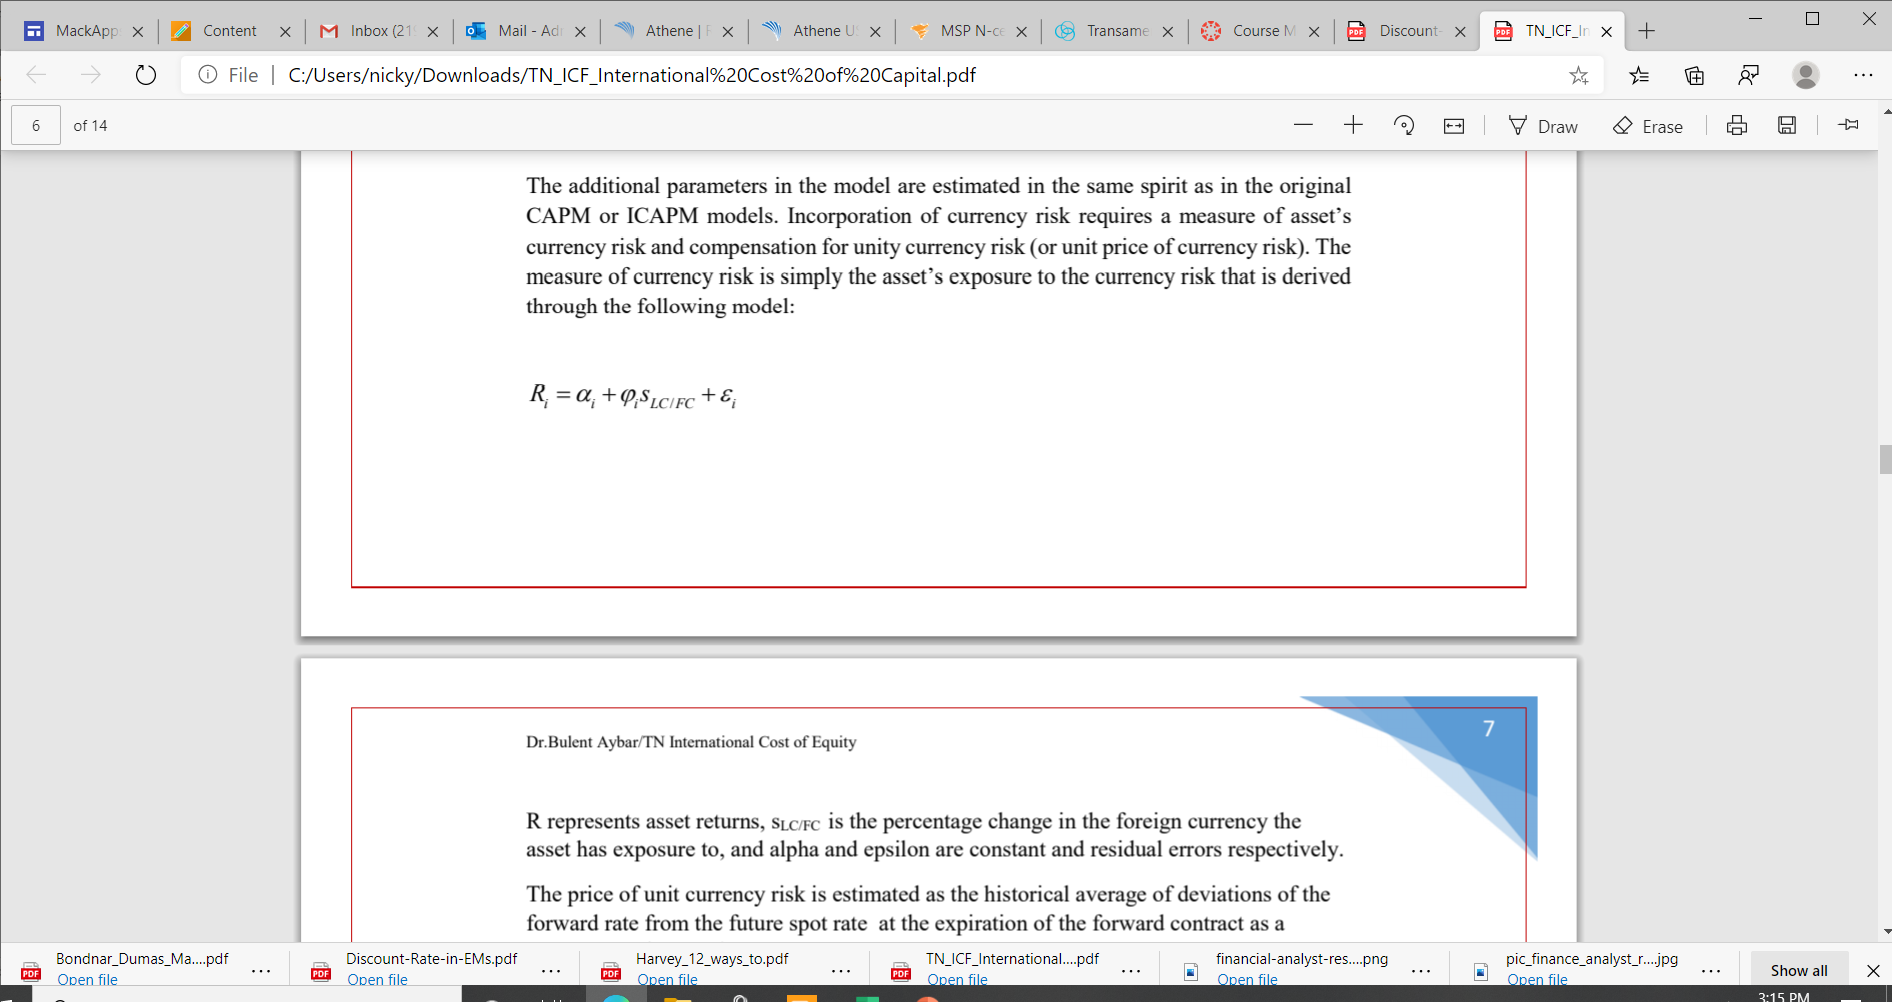 MackApp
Content
Inbox (21
Mail - Ad
Athene | F
Athene U
MSP N-ce
Transame
Course M
Discount-
TN_ICF_In
File | C:/Users/nicky/Downloads/TN_ICF_International%20Cost%20of%20Capital.pdf
6 of 14
Draw
Erase
The additional parameters in the model are estimated in the same spirit as in the original
CAPM or ICAPM models. Incorporation of currency risk requires a measure of asset's
currency risk and compensation for unity currency risk (or unit price of currency risk). The
measure of currency risk is simply the asset's exposure to the currency risk that is derived
through the following model:
R_i = α_i + φ_i s_{LC/FC} + ε_i
7
Dr.Bulent Aybar/TN International Cost of Equity
R represents asset returns, s_{LC/FC} is the percentage change in the foreign currency the
asset has exposure to, and alpha and epsilon are constant and residual errors respectively.
The price of unit currency risk is estimated as the historical average of deviations of the
forward rate from the future spot rate at the expiration of the forward contract as a
Bondnar_Dumas_Ma....pdf
Open file
Discount-Rate-in-EMs.pdf
Open file
Harvey_12_ways_to.pdf
Open file
TN_ICF_International....pdf
Open file
financial-analyst-res....png
Open file
pic_finance_analyst_r....jpg
Open file
Show all
3:15 PM